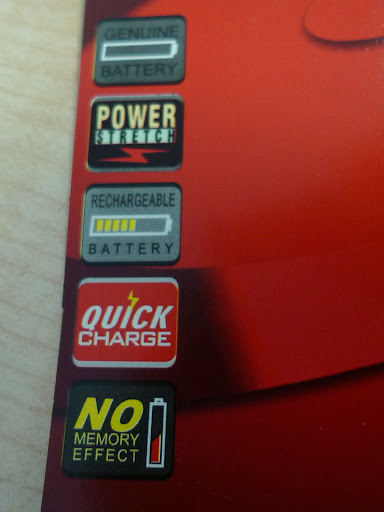 GENUINE
BATTERY
POWER
STRETCH
RECHARGEABLE
BATTERY
QUICK
CHARGE
NO
MEMORY
EFFECT